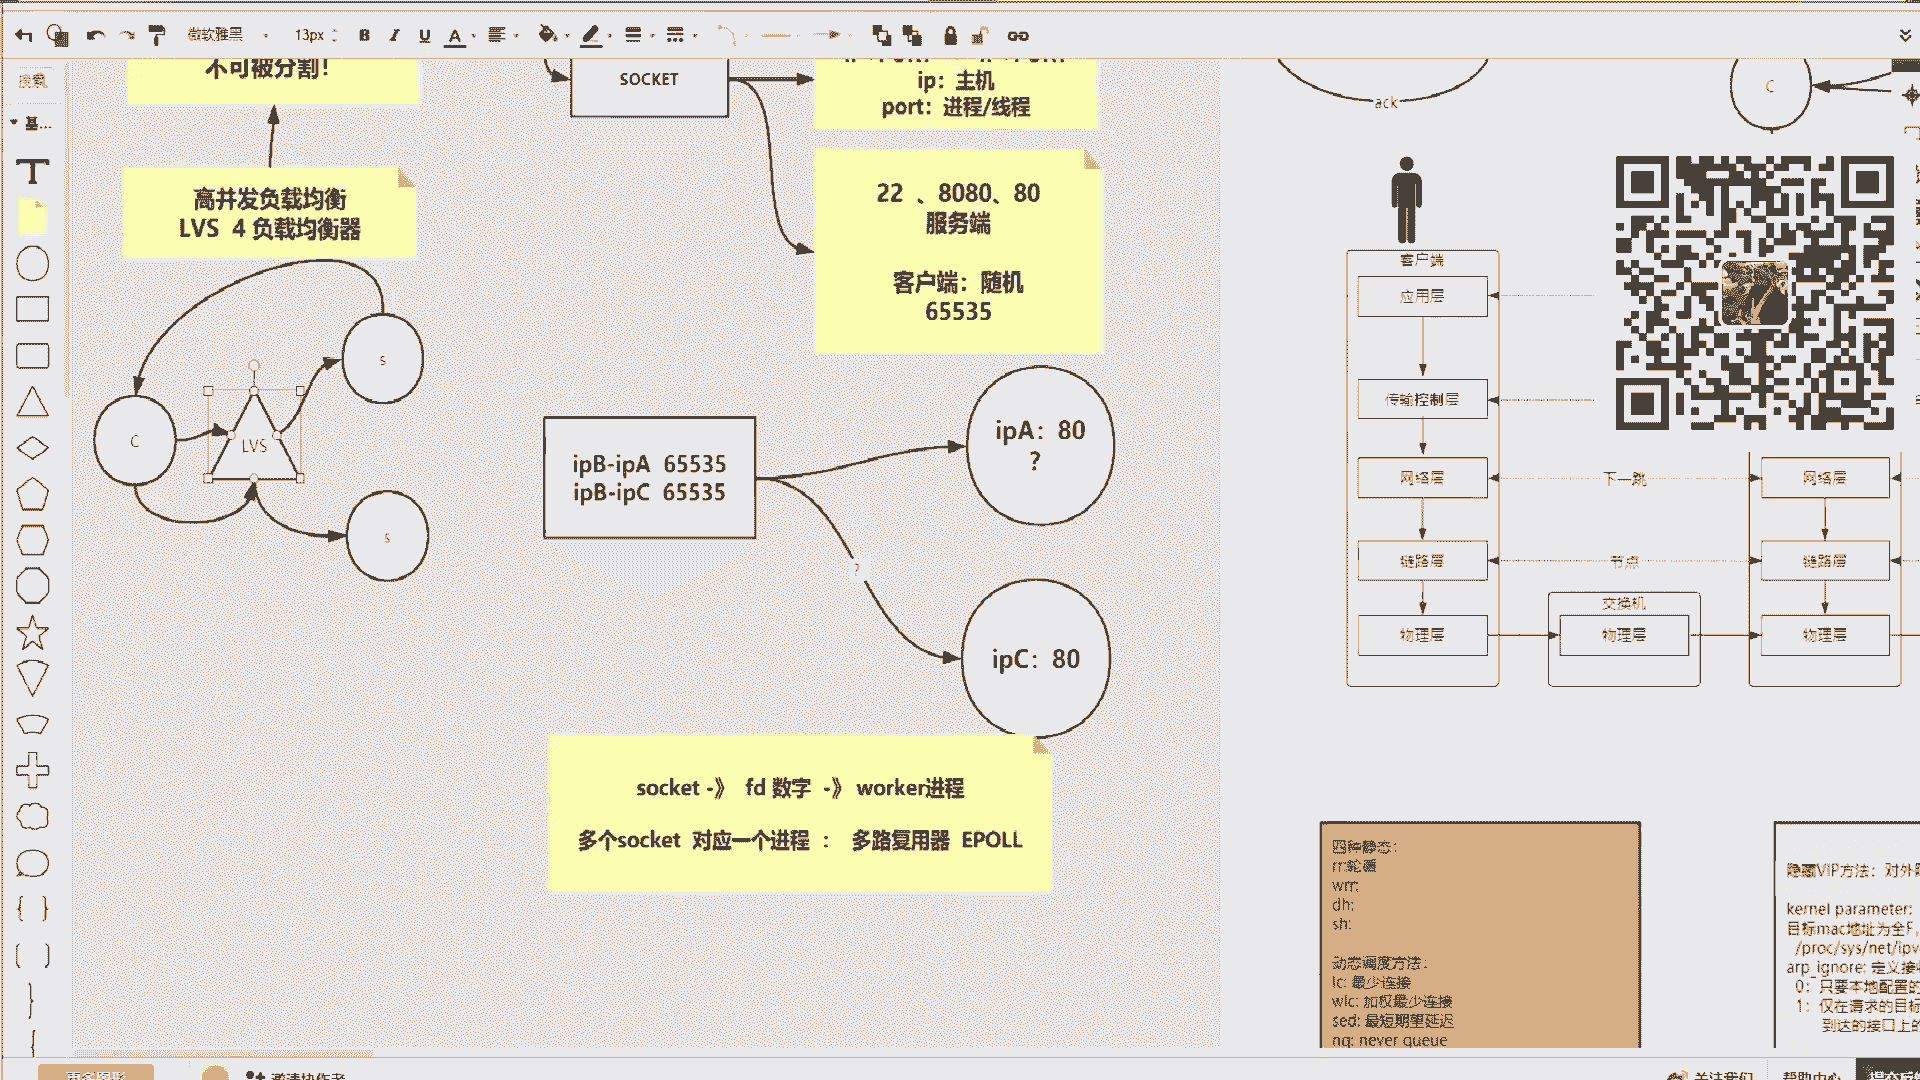 微软雅黑
13px
B I U A
搜索
基...
不可被分割！
高并发负载均衡
LVS 4 负载均衡器
C
LVS
S
S
SOCKET
ip：主机
port：进程/线程
22 、8080、80
服务端
客户端：随机
65535
ipB-ipA 65535
ipB-ipC 65535
ipA：80
？
?
ipC：80
socket -》 fd 数字 -》 worker进程
多个socket 对应一个进程 ： 多路复用器 EPOLL
ack
C
客户端
应用层
传输控制层
网络层
下一跳
网络层
链路层
节点
链路层
交换机
物理层
物理层
物理层
四种静态：
rr:轮循
wrr:
dh:
sh:
动态调度方法：
lc: 最少连接
wlc: 加权最少连接
sed: 最短期望延迟
nq: never queue
隐藏VIP方法：对外
kernel parameter:
目标mac地址为全F，
/proc/sys/net/ipv
arp_ignore: 定义接
0：只要本地配置的
1：仅在请求的目标
到达的接口上的
更多图形
邀请协作者
关注我们
帮助中心